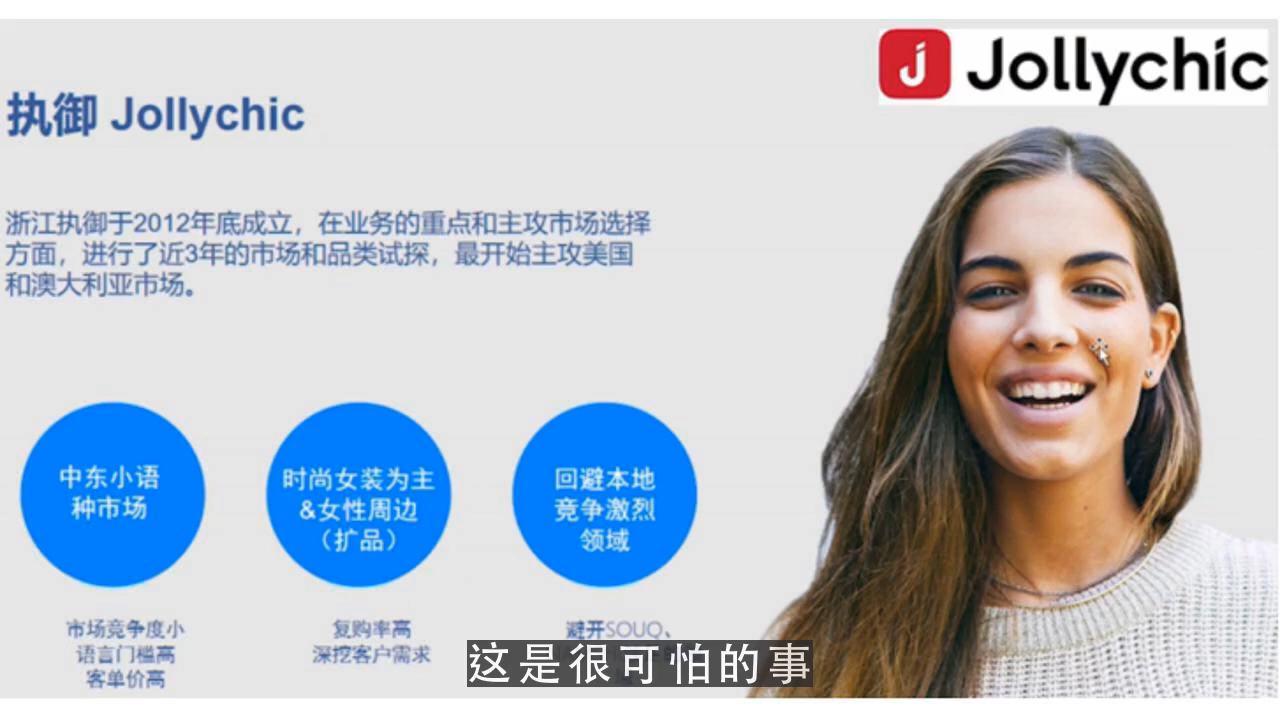 Jollychic
执御 Jollychic
浙江执御于2012年底成立，在业务的重点和主攻市场选择
方面，进行了近3年的市场和品类试探，最开始主攻美国
和澳大利亚市场。
中东小语
种市场
时尚女装为主
&女性周边
（扩品）
回避本地
竞争激烈
领域
市场竞争度小
语言门槛高
客单价高
复购率高
深挖客户需求
避开SOUQ、
这是很可怕的事